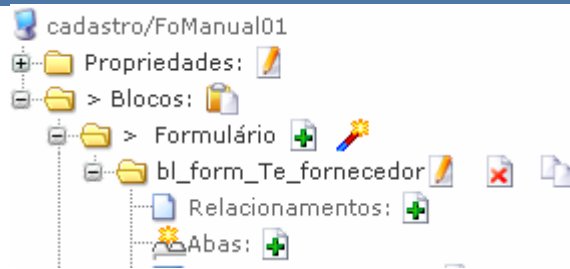 cadastro/FoManual01
Propriedades:
> Blocos:
> Formulário
bl_form_Te_fornecedor
Relacionamentos:
Abas: